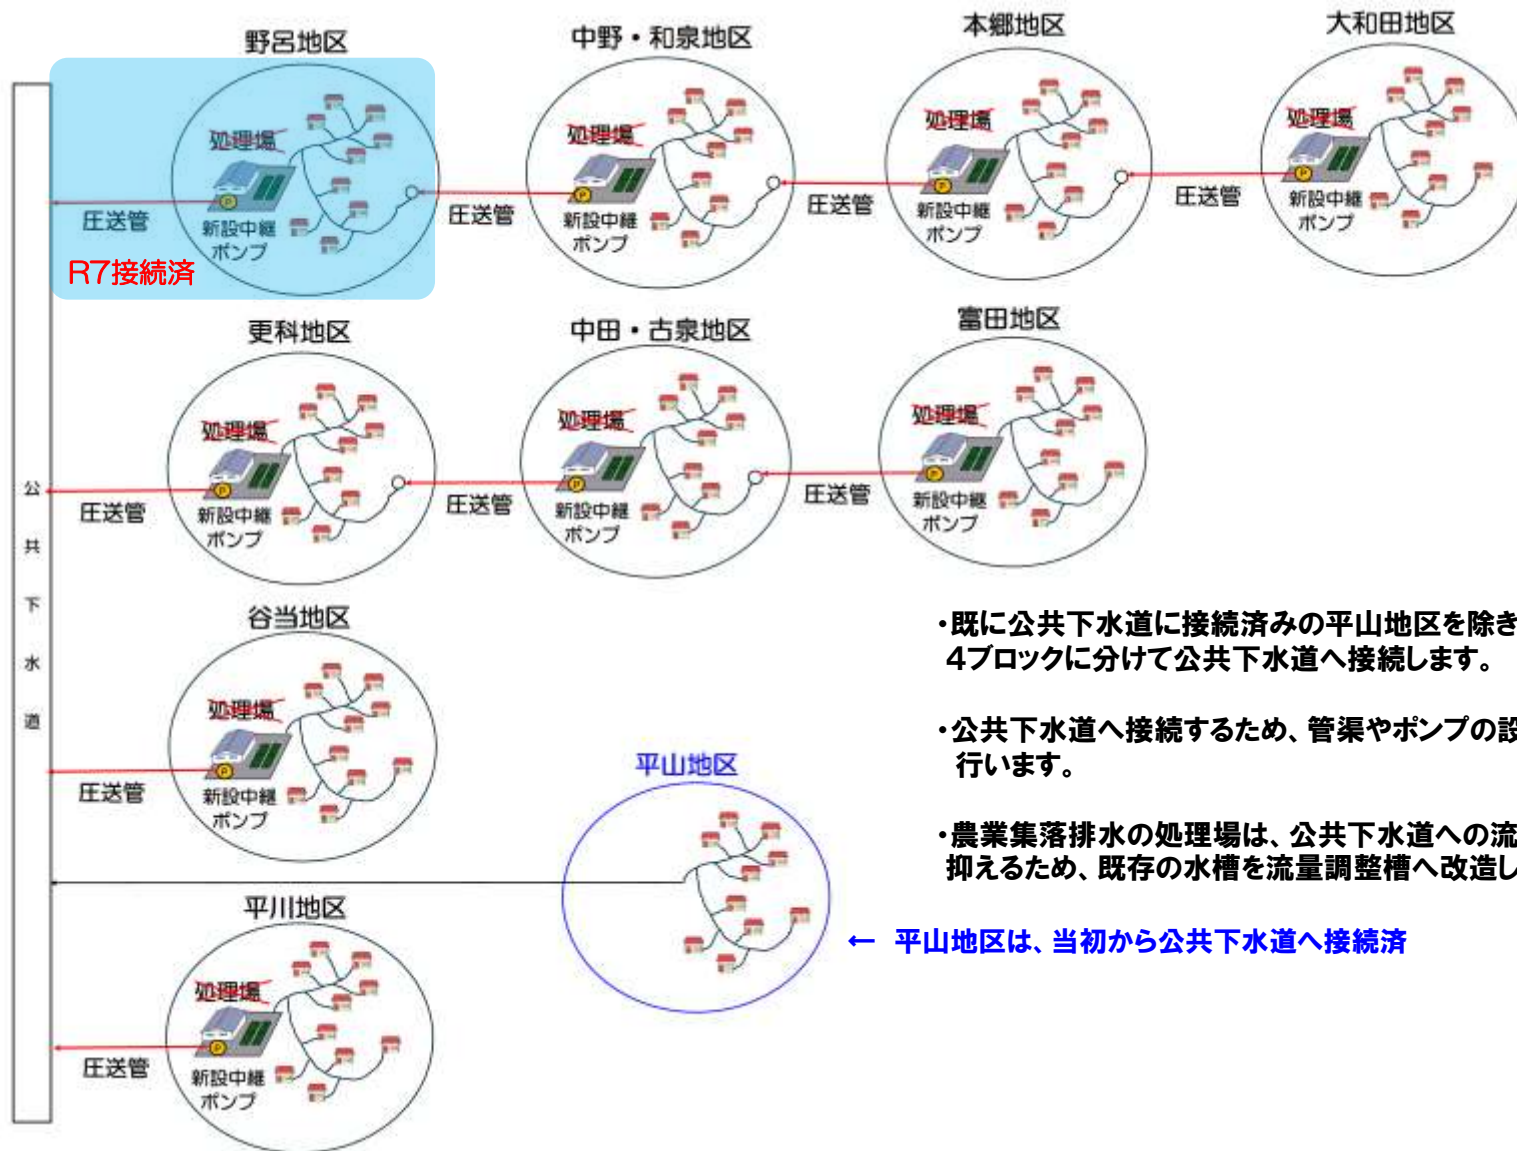 野呂地区
中野・和泉地区
本郷地区
大和田地区
処理場
処理場
処理場
処理場
圧送管
新設中継
ポンプ
圧送管
新設中継
ポンプ
圧送管
新設中継
ポンプ
圧送管
新設中継
ポンプ
R7接続済
更科地区
中田・古泉地区
富田地区
処理場
処理場
処理場
圧送管
新設中継
ポンプ
圧送管
新設中継
ポンプ
圧送管
新設中継
ポンプ
公共下水道
谷当地区
処理場
圧送管
新設中継
ポンプ
・既に公共下水道に接続済みの平山地区を除き
4ブロックに分けて公共下水道へ接続します。
・公共下水道へ接続するため、管渠やポンプの設
行います。
・農業集落排水の処理場は、公共下水道への流
抑えるため、既存の水槽を流量調整槽へ改造し
平山地区
← 平山地区は、当初から公共下水道へ接続済
平川地区
処理場
圧送管
新設中継
ポンプ
P
P
P
P
P
P
P
P
P